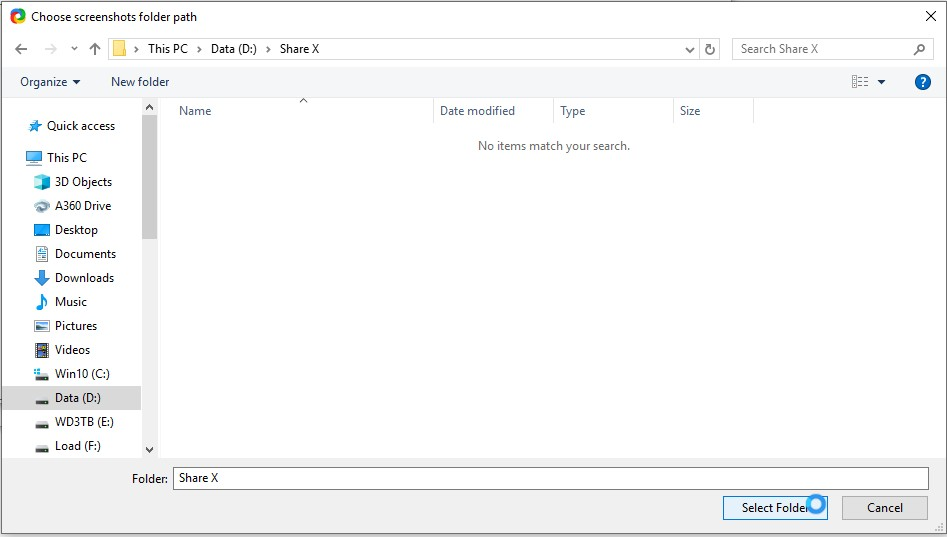 Choose screenshots folder path
This PC > Data (D:) > Share X
Search Share X
Organize
New folder
?
Name
Date modified
Type
Size
No items match your search.
Quick access
This PC
3D Objects
A360 Drive
Desktop
Documents
Downloads
Music
Pictures
Videos
Win10 (C:)
Data (D:)
WD3TB (E:)
Load (F:)
Folder: Share X
Select Folder
Cancel